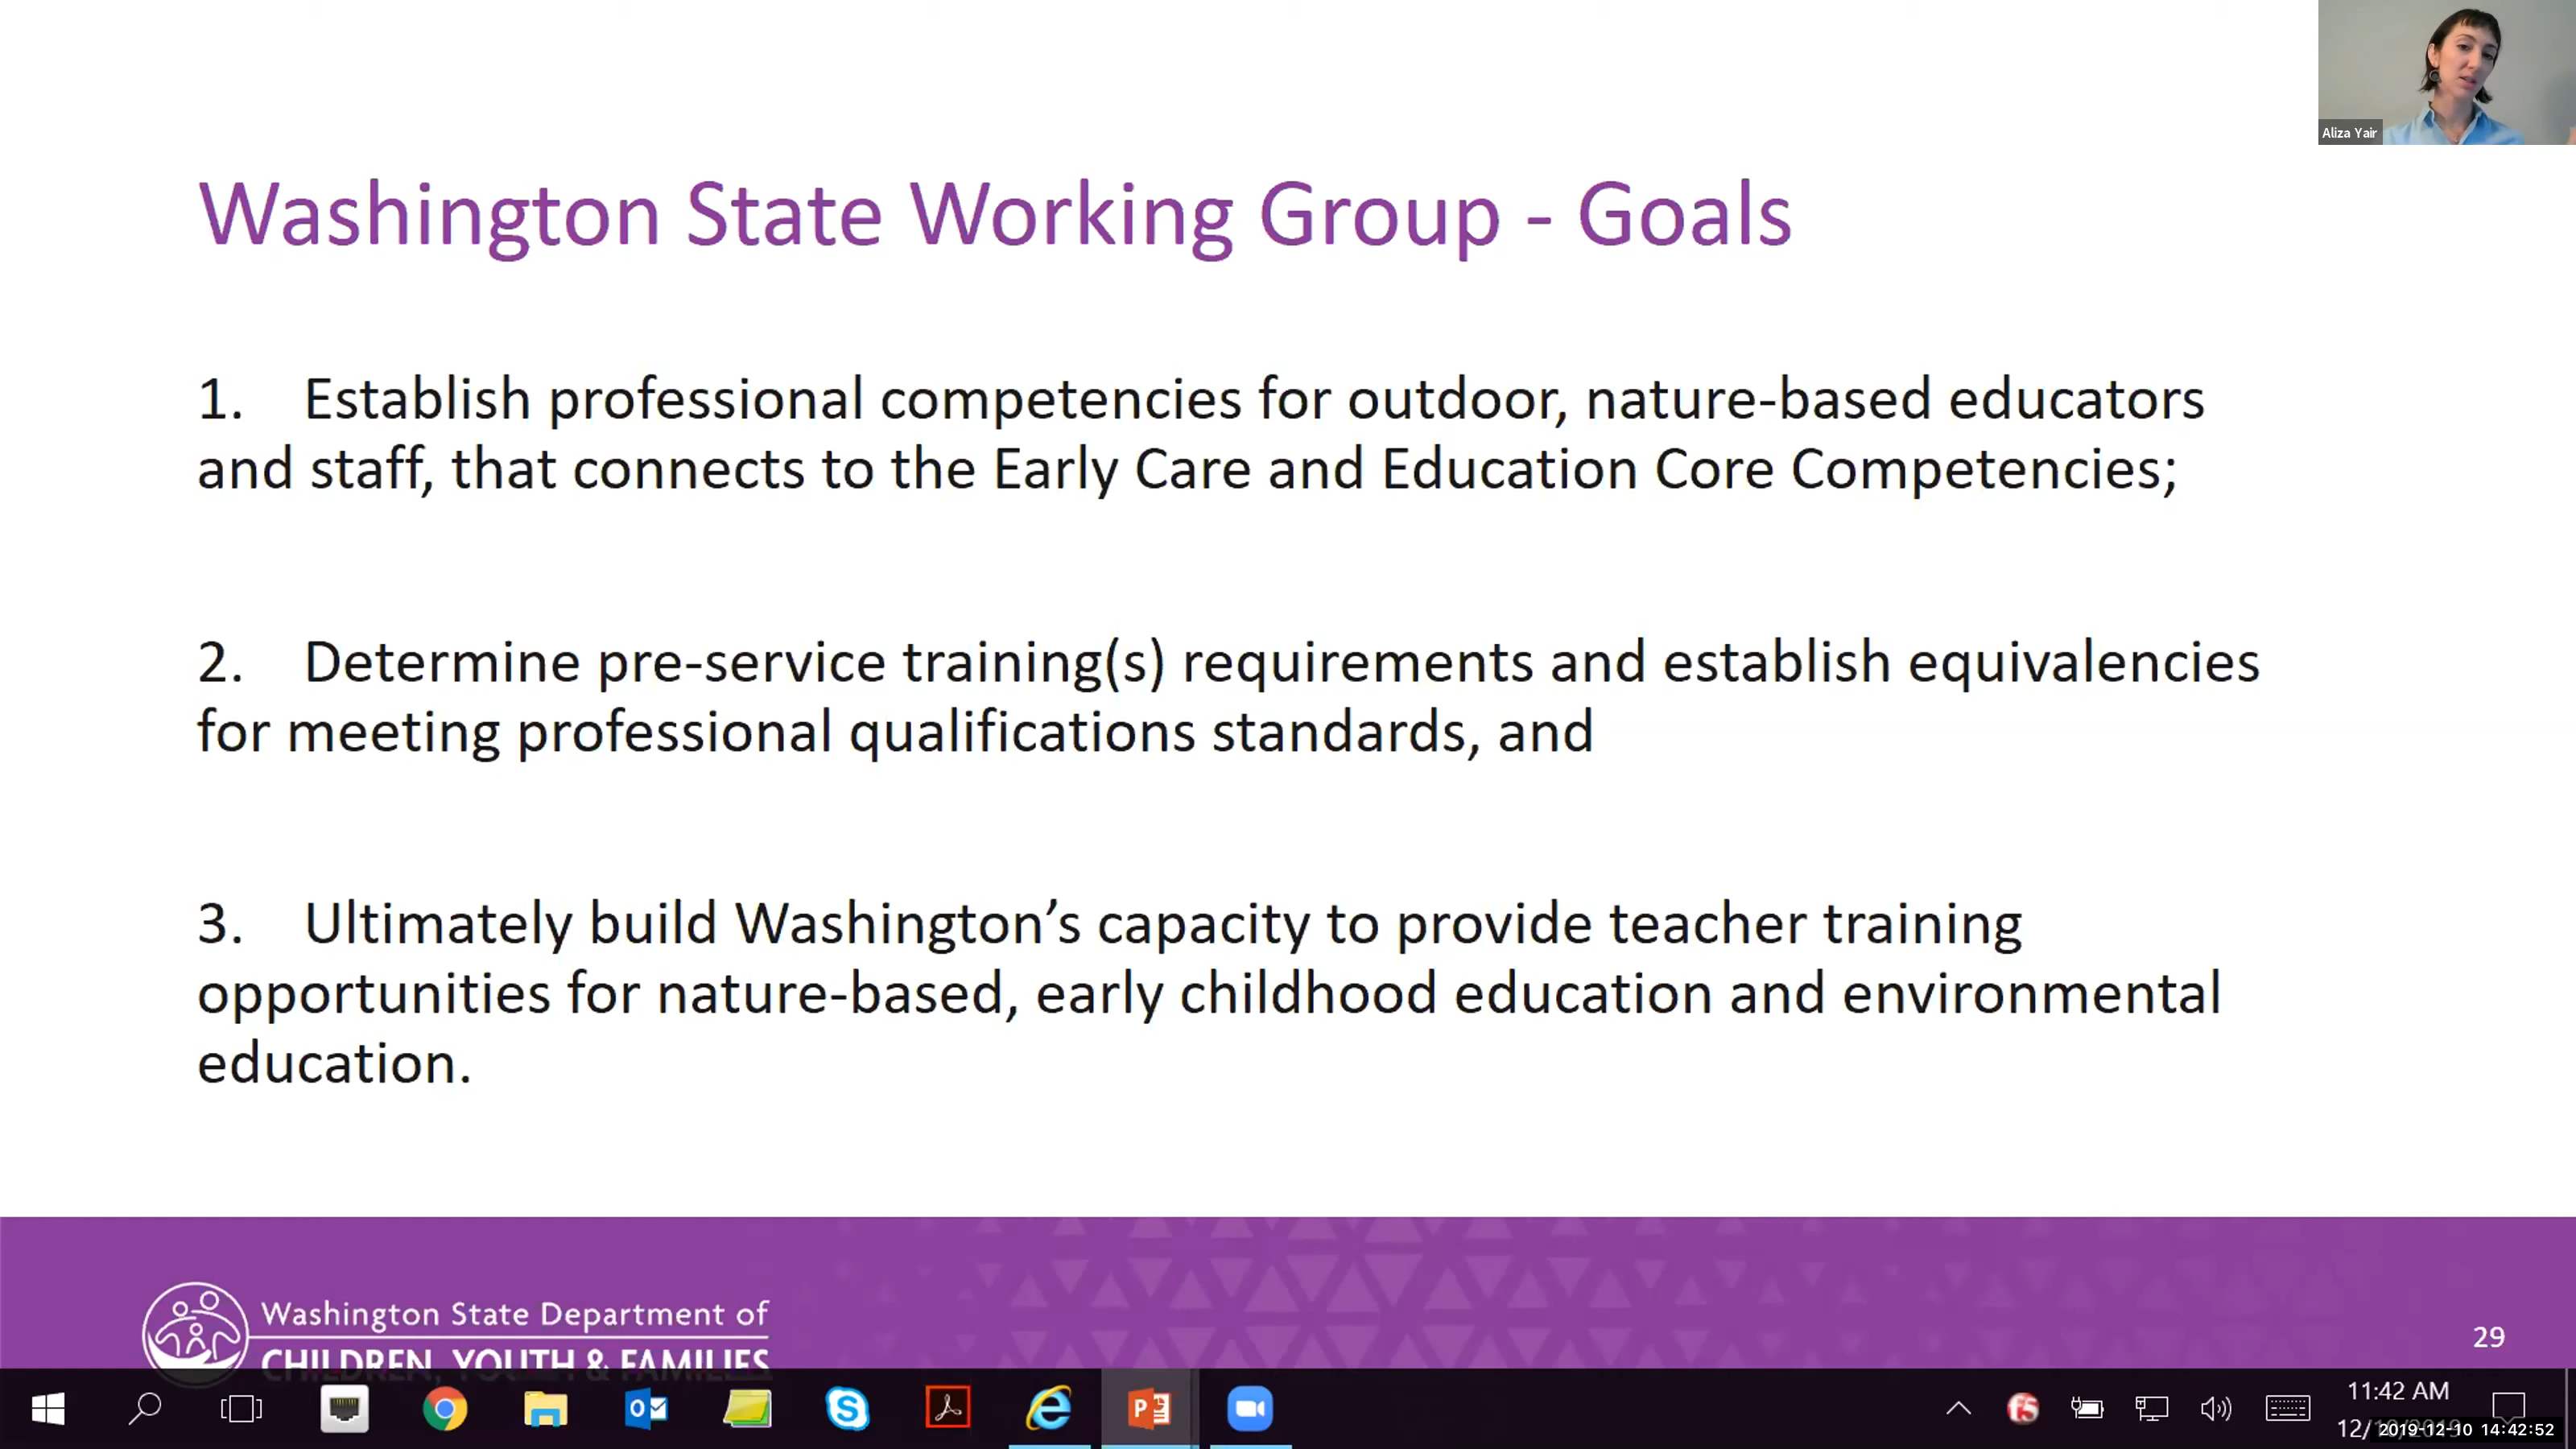 Aliza Yair
Washington State Working Group - Goals
1. Establish professional competencies for outdoor, nature-based educators
and staff, that connects to the Early Care and Education Core Competencies;
2. Determine pre-service training(s) requirements and establish equivalencies
for meeting professional qualifications standards, and
3. Ultimately build Washington’s capacity to provide teacher training
opportunities for nature-based, early childhood education and environmental
education.
Washington State Department of
CHILDREN, YOUTH & FAMILIES
29
11:42 AM
12/
2019-12-10 14:42:52